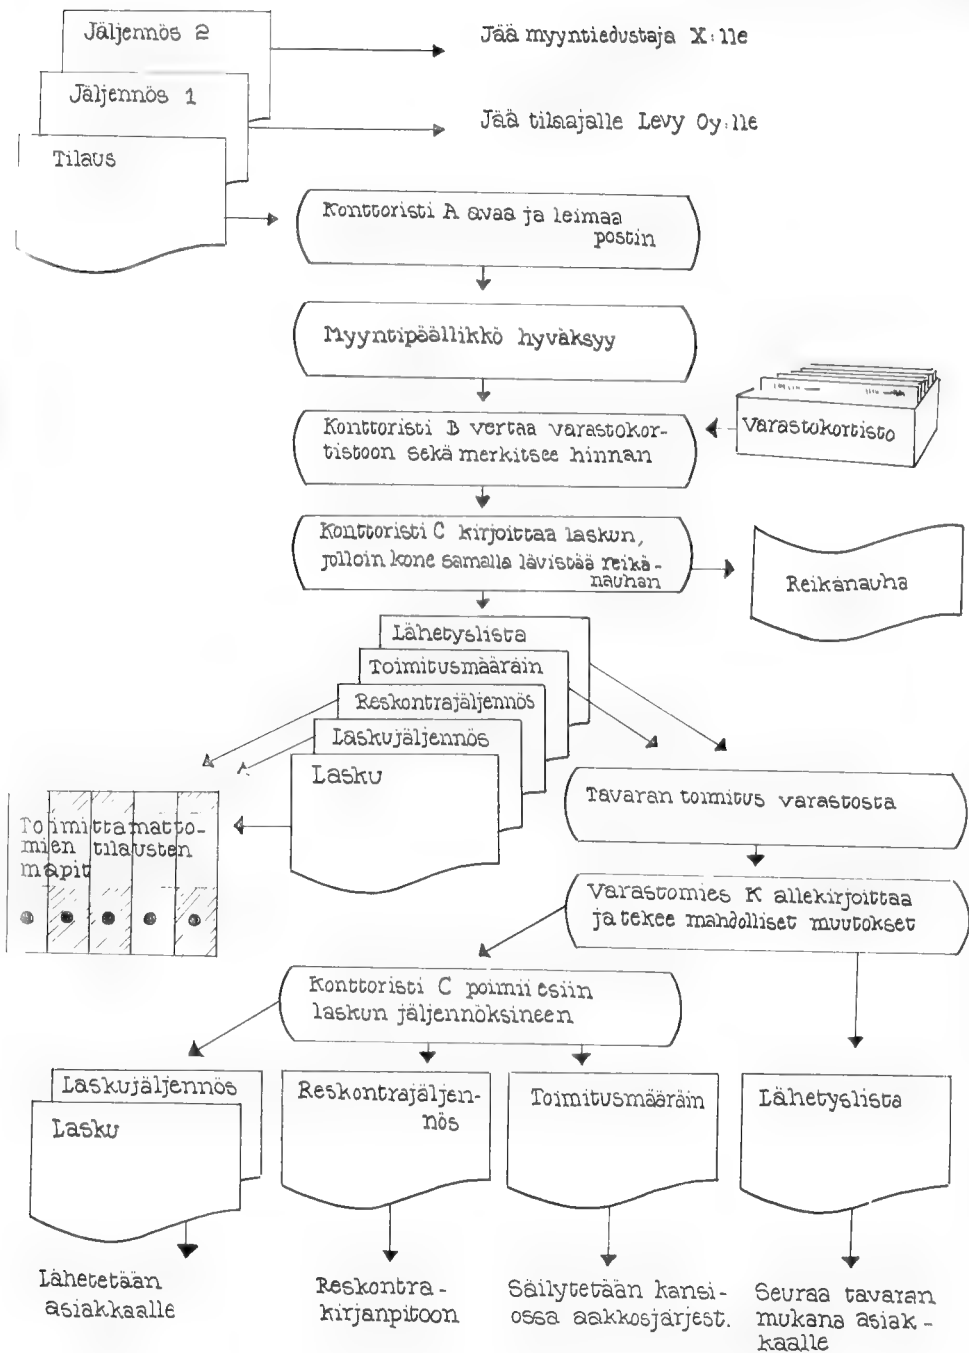 Jäljennös 2
Jää myyntiedustaja X:lle
Jäljennös 1
Jää tilaajalle Levy Oy:lle
Tilaus
Konttoristi A avaa ja leimaa
postin
Myyntipäällikkö hyväksyy
Konttoristi B vertaa varastokor-
tistoon sekä merkitsee hinnan
Varastokortisto
Konttoristi C kirjoittaa laskun,
jolloin kone samalla lävistää reikä-
nauhan
Reikänauha
Lähetyslista
Toimitusmääräin
Reskontrajäljennös
Laskujäljennös
Lasku
Toimittamatto-
mien tilausten
mapit
Tavaran toimitus varastosta
Varastomies K allekirjoittaa
ja tekee mahdolliset muutokset
Konttoristi C poimii esiin
laskun jäljennöksineen
Laskujäljennös
Lasku
Reskontrajäljen-
nös
Toimitusmääräin
Lähetyslista
Lähetetään
asiakkaalle
Reskontra-
kirjanpitoon
Säilytetään kansi-
ossa aakkosjärjest.
Seuraa tavaran
mukana asiak-
kaalle